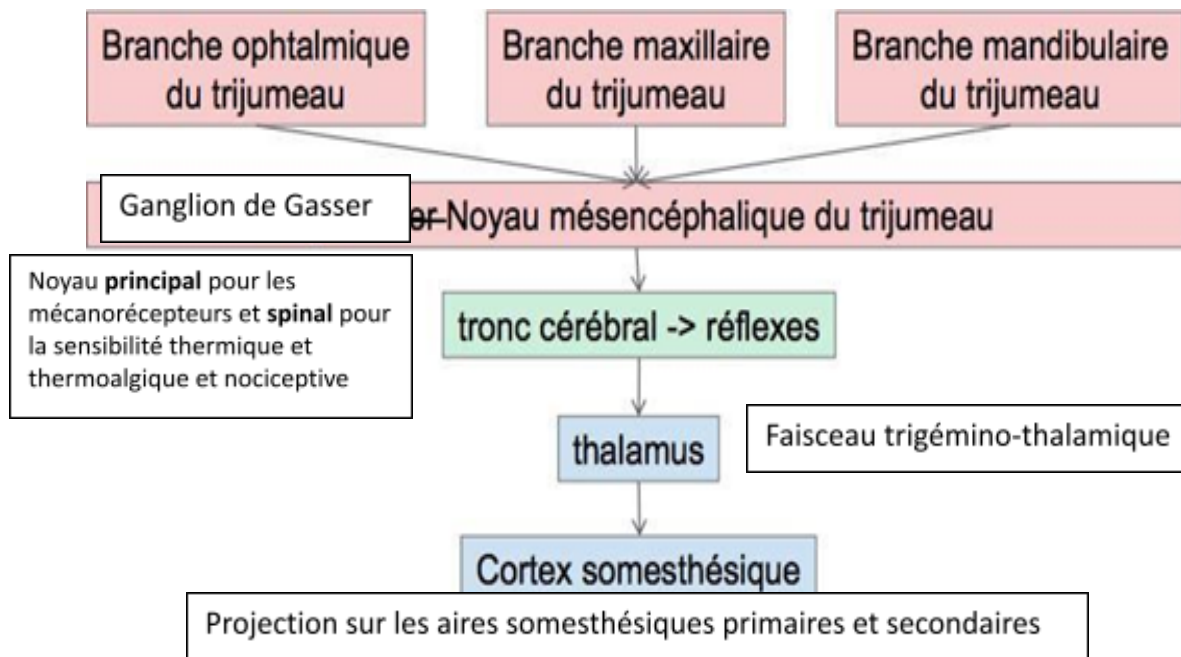 Branche ophtalmique
du trijumeau
Branche maxillaire
du trijumeau
Branche mandibulaire
du trijumeau
Ganglion de Gasser
Noyau mésencéphalique du trijumeau
Noyau principal pour les
mécanorécepteurs et spinal pour
la sensibilité thermique et
thermoalgique et nociceptive
tronc cérébral -> réflexes
thalamus
Faisceau trigémino-thalamique
Cortex somesthésique
Projection sur les aires somesthésiques primaires et secondaires